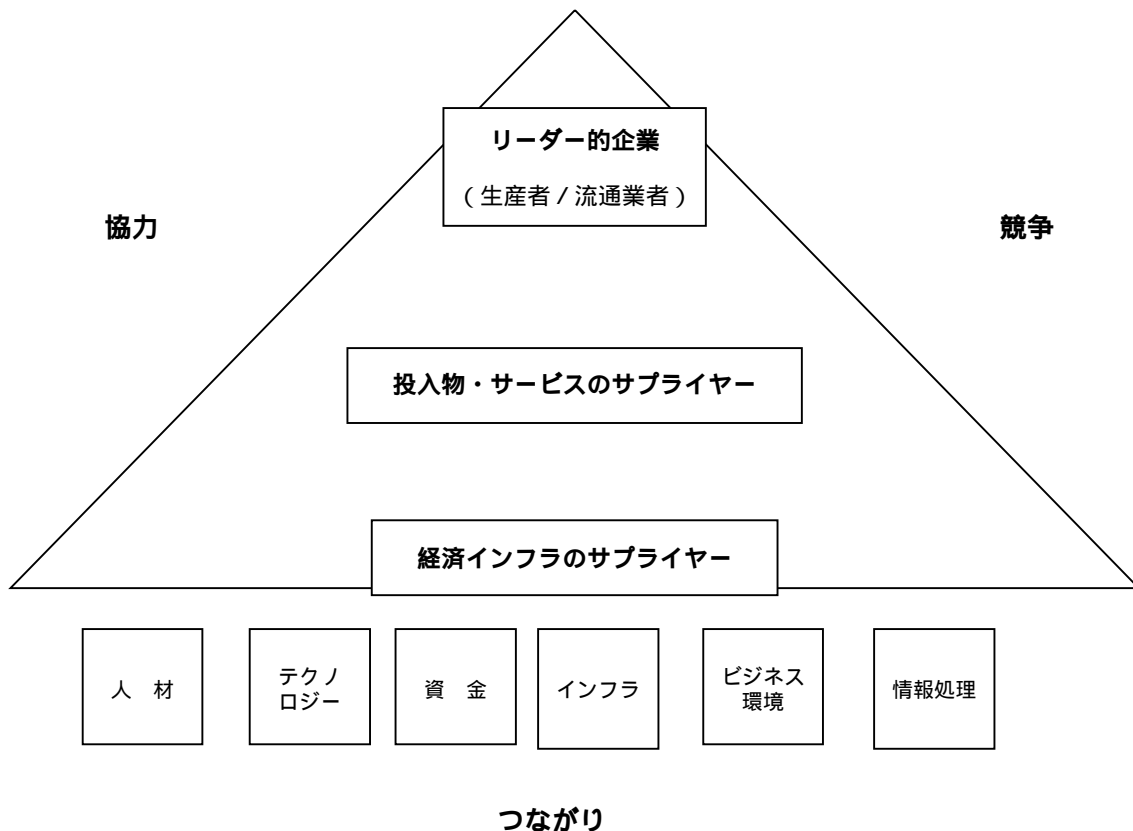 リーダー的企業
（生産者／流通業者）
協力
競争
投入物・サービスのサプライヤー
経済インフラのサプライヤー
人　材
テクノ
ロジー
資　金
インフラ
ビジネス
環境
情報処理
つながり